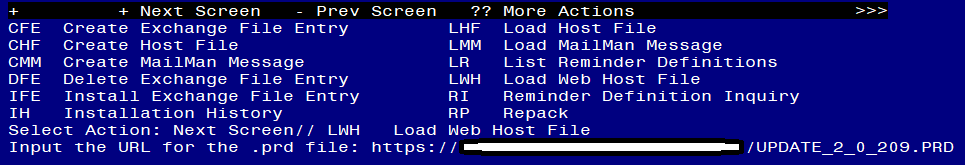 + + Next Screen - Prev Screen ?? More Actions >>>
CFE Create Exchange File Entry LHF Load Host File
CHF Create Host File LMM Load MailMan Message
CMM Create MailMan Message LR List Reminder Definitions
DFE Delete Exchange File Entry LWH Load Web Host File
IFE Install Exchange File Entry RI Reminder Definition Inquiry
IH Installation History RP Repack
Select Action: Next Screen// LWH Load Web Host File
Input the URL for the .prd file: https:// /UPDATE_2_0_209.PRD